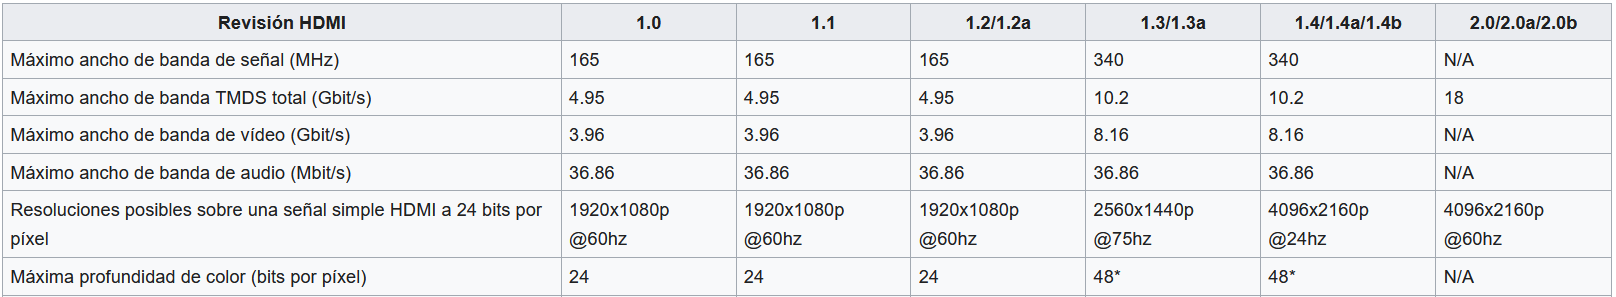 Revisión HDMI 1.0 1.1 1.2/1.2a 1.3/1.3a 1.4/1.4a/1.4b 2.0/2.0a/2.0b
Máximo ancho de banda de señal (MHz) 165 165 165 340 340 N/A
Máximo ancho de banda TMDS total (Gbit/s) 4.95 4.95 4.95 10.2 10.2 18
Máximo ancho de banda de vídeo (Gbit/s) 3.96 3.96 3.96 8.16 8.16 N/A
Máximo ancho de banda de audio (Mbit/s) 36.86 36.86 36.86 36.86 36.86 N/A
Resoluciones posibles sobre una señal simple HDMI a 24 bits por 1920x1080p 1920x1080p 1920x1080p 2560x1440p 4096x2160p 4096x2160p
píxel @60hz @60hz @60hz @75hz @24hz @60hz
Máxima profundidad de color (bits por píxel) 24 24 24 48* 48* N/A